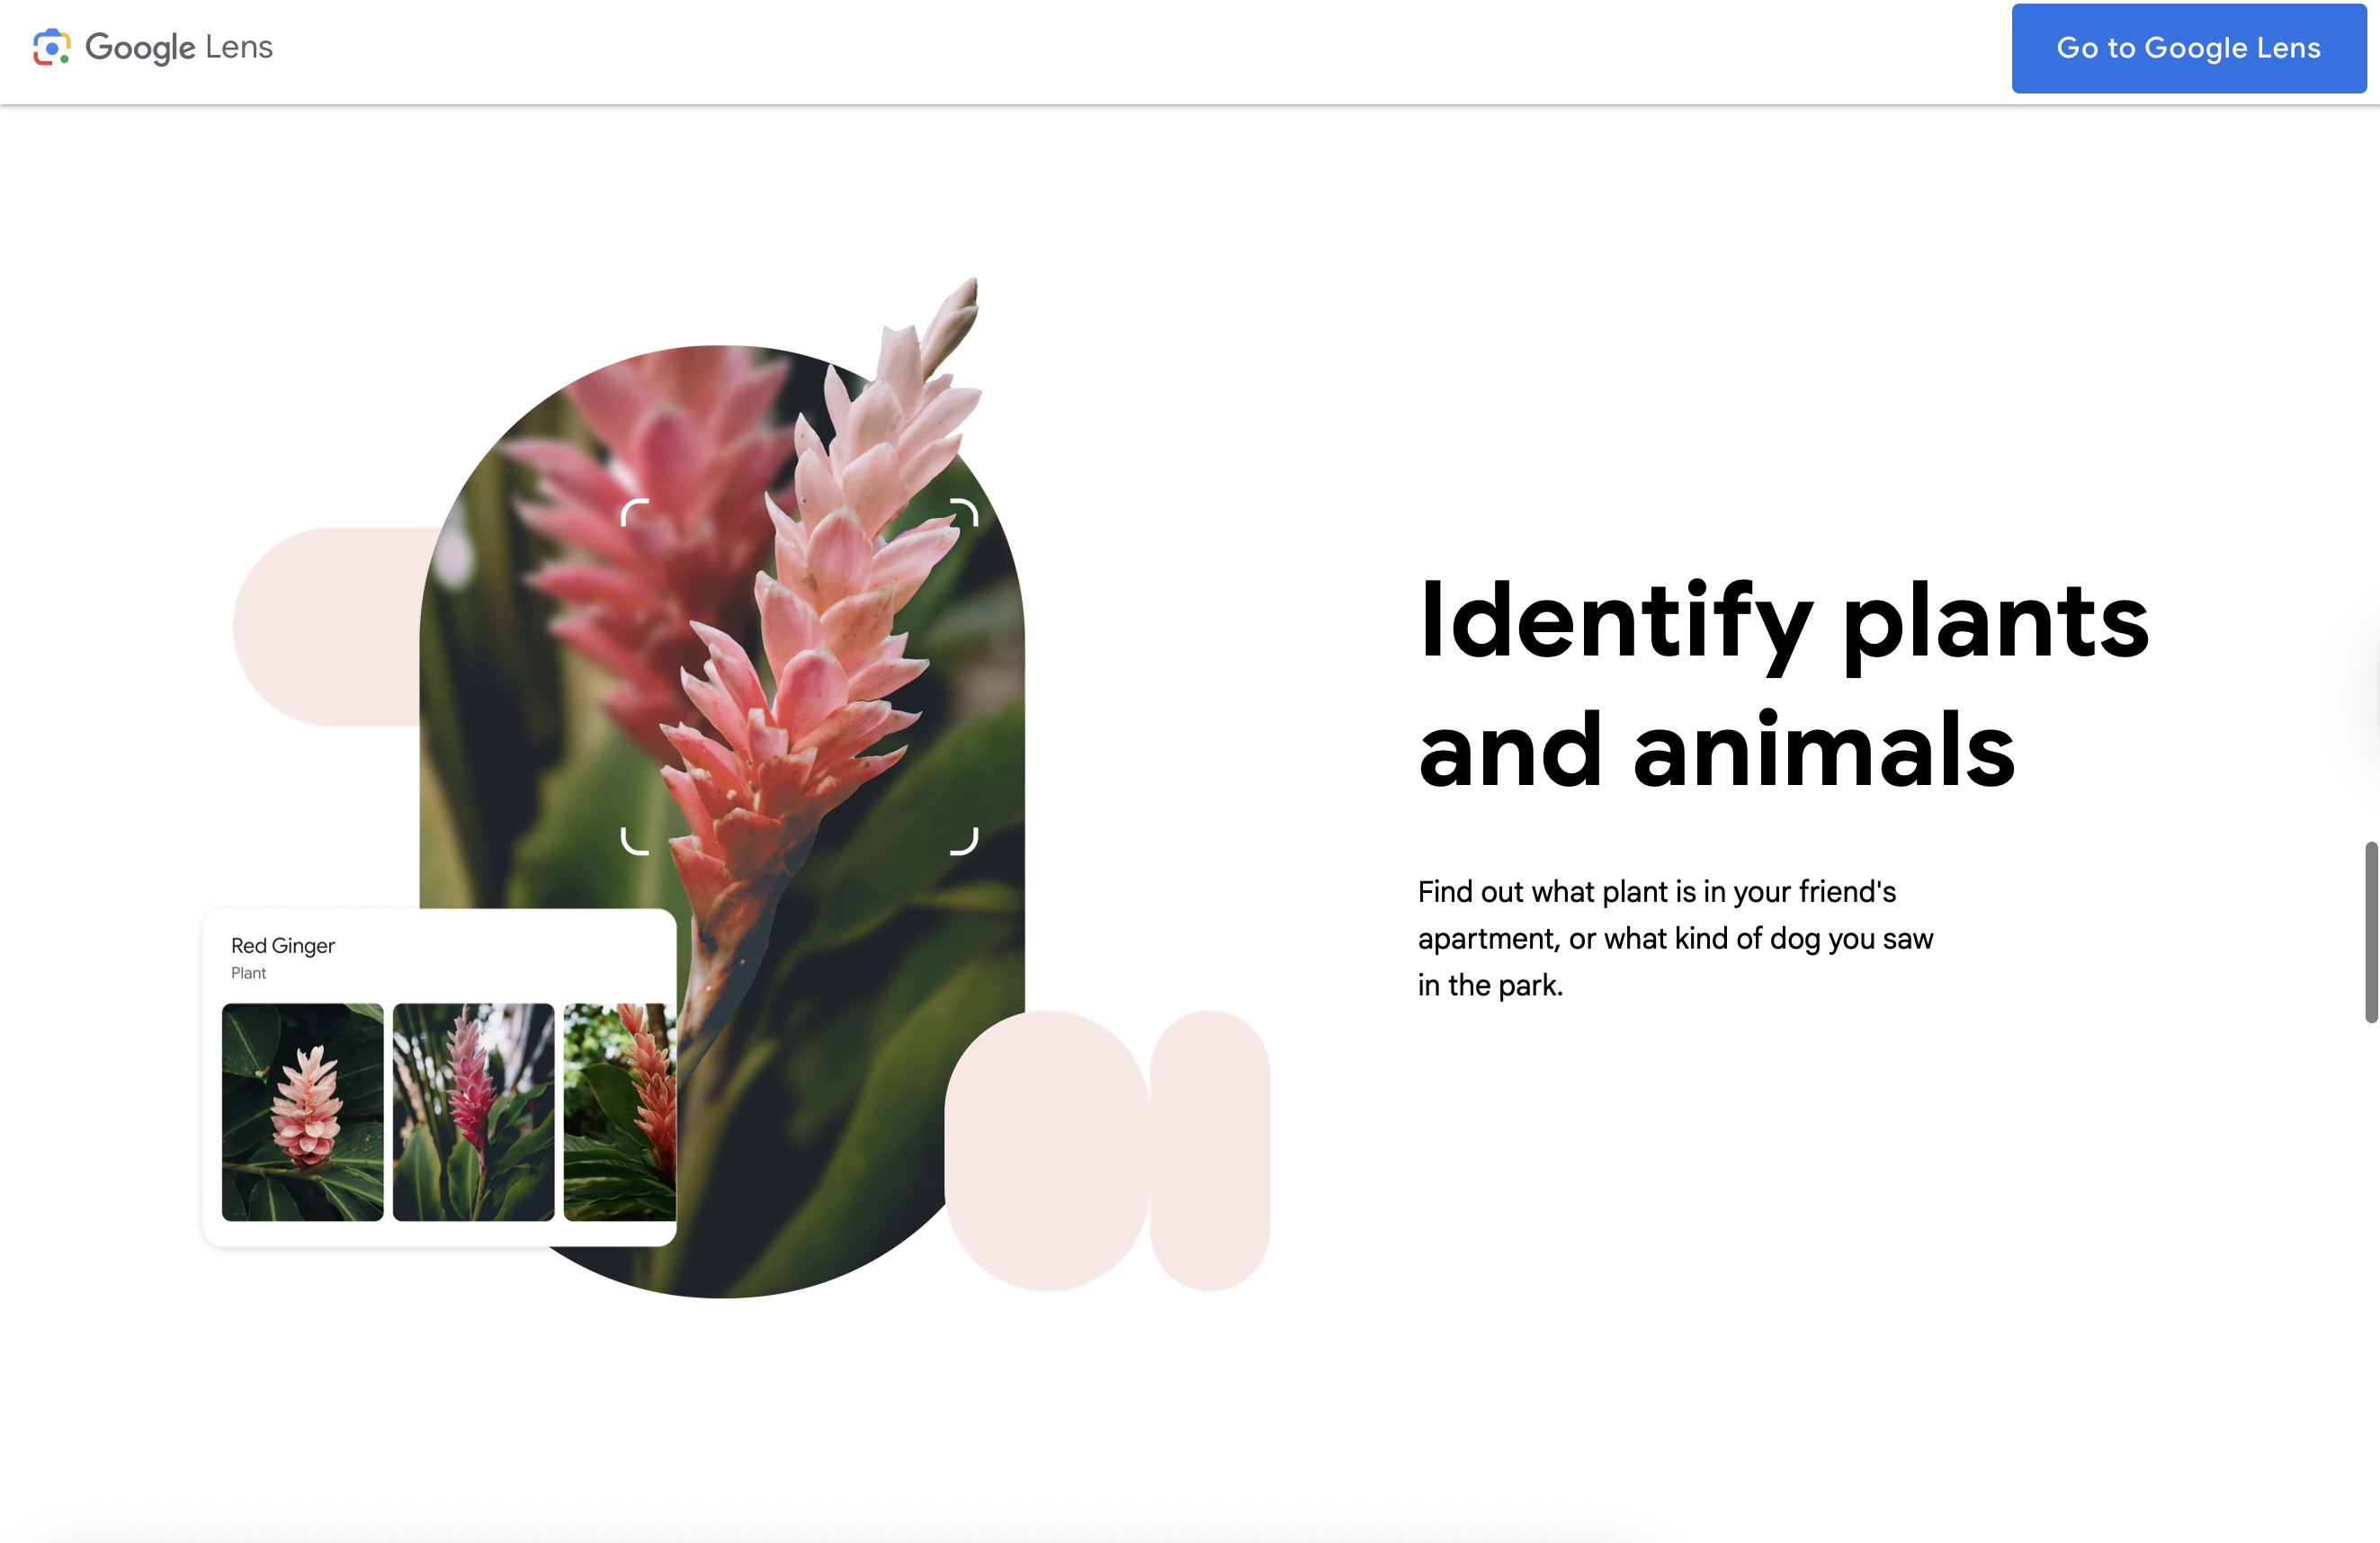 Google Lens
Go to Google Lens
Identify plants
and animals
Find out what plant is in your friend's
apartment, or what kind of dog you saw
in the park.
Red Ginger
Plant